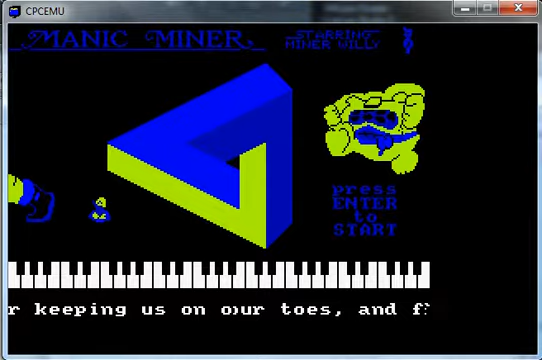 CPCEMU
MANIC MINER
STARRING
MINER WILLY
press
ENTER
to
START
r keeping us on our toes, and f